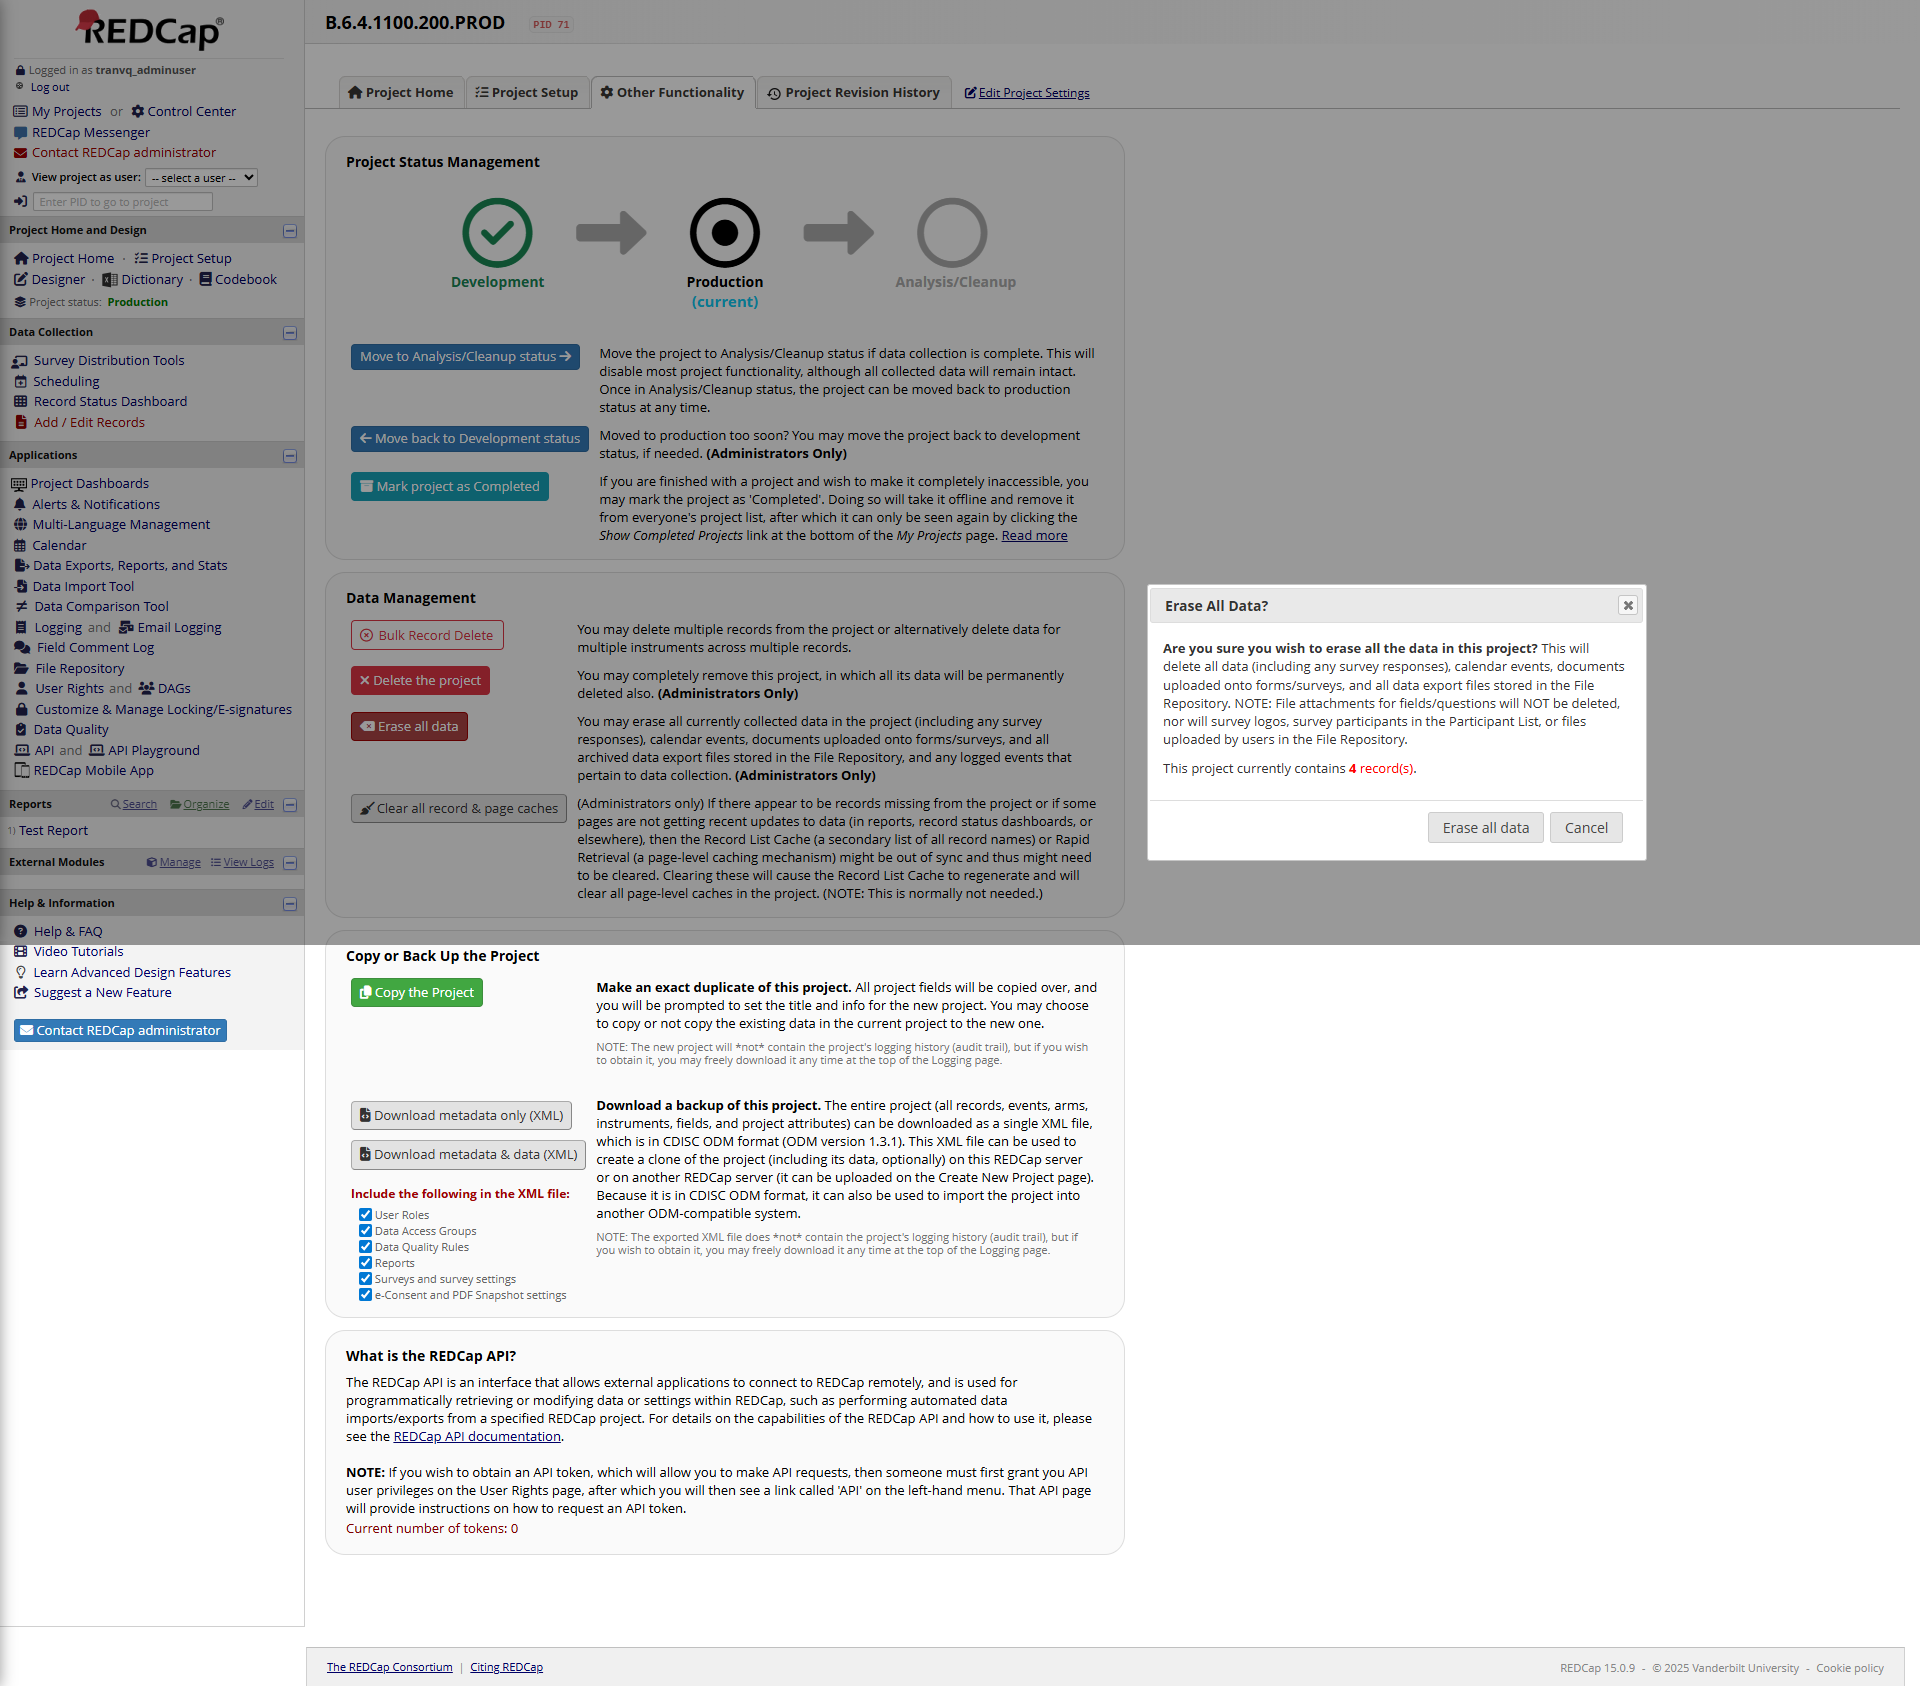 REDCap®
Logged in as tranvq_adminuser
Log out
My Projects or Control Center
REDCap Messenger
Contact REDCap administrator
View project as user: -- select a user --
Enter PID to go to project
Project Home and Design
Project Home · Project Setup
Designer · Dictionary · Codebook
Project status: Production
Data Collection
Survey Distribution Tools
Scheduling
Record Status Dashboard
Add / Edit Records
Applications
Project Dashboards
Alerts & Notifications
Multi-Language Management
Calendar
Data Exports, Reports, and Stats
Data Import Tool
Data Comparison Tool
Logging and Email Logging
Field Comment Log
File Repository
User Rights and DAGs
Customize & Manage Locking/E-signatures
Data Quality
API and API Playground
REDCap Mobile App
Reports Search Organize Edit
1) Test Report
External Modules Manage View Logs
Help & Information
Help & FAQ
Video Tutorials
Learn Advanced Design Features
Suggest a New Feature
Contact REDCap administrator
B.6.4.1100.200.PROD PID 71
Project Home Project Setup Other Functionality Project Revision History Edit Project Settings
Project Status Management
Development Production Analysis/Cleanup
(current)
Move to Analysis/Cleanup status
Move the project to Analysis/Cleanup status if data collection is complete. This will
disable most project functionality, although all collected data will remain intact.
Once in Analysis/Cleanup status, the project can be moved back to production
status at any time.
Move back to Development status
Moved to production too soon? You may move the project back to development
status, if needed. (Administrators Only)
Mark project as Completed
If you are finished with a project and wish to make it completely inaccessible, you
may mark the project as 'Completed'. Doing so will take it offline and remove it
from everyone's project list, after which it can only be seen again by clicking the
Show Completed Projects link at the bottom of the My Projects page. Read more
Data Management
Bulk Record Delete
You may delete multiple records from the project or alternatively delete data for
multiple instruments across multiple records.
Delete the project
You may completely remove this project, in which all its data will be permanently
deleted also. (Administrators Only)
Erase all data
You may erase all currently collected data in the project (including any survey
responses), calendar events, documents uploaded onto forms/surveys, and all
archived data export files stored in the File Repository, and any logged events that
pertain to data collection. (Administrators Only)
Clear all record & page caches
(Administrators only) If there appear to be records missing from the project or if some
pages are not getting recent updates to data (in reports, record status dashboards, or
elsewhere), then the Record List Cache (a secondary list of all record names) or Rapid
Retrieval (a page-level caching mechanism) might be out of sync and thus might need
to be cleared. Clearing these will cause the Record List Cache to regenerate and will
clear all page-level caches in the project. (NOTE: This is normally not needed.)
Erase All Data?
Are you sure you wish to erase all the data in this project? This will
delete all data (including any survey responses), calendar events, documents
uploaded onto forms/surveys, and all data export files stored in the File
Repository. NOTE: File attachments for fields/questions will NOT be deleted,
nor will survey logos, survey participants in the Participant List, or files
uploaded by users in the File Repository.
This project currently contains 4 record(s).
Erase all data Cancel
Copy or Back Up the Project
Copy the Project
Make an exact duplicate of this project. All project fields will be copied over, and
you will be prompted to set the title and info for the new project. You may choose
to copy or not copy the existing data in the current project to the new one.
NOTE: The new project will *not* contain the project's logging history (audit trail), but if you wish
to obtain it, you may freely download it any time at the top of the Logging page.
Download metadata only (XML)
Download metadata & data (XML)
Include the following in the XML file:
User Roles
Data Access Groups
Data Quality Rules
Reports
Surveys and survey settings
e-Consent and PDF Snapshot settings
Download a backup of this project. The entire project (all records, events, arms,
instruments, fields, and project attributes) can be downloaded as a single XML file,
which is in CDISC ODM format (ODM version 1.3.1). This XML file can be used to
create a clone of the project (including its data, optionally) on this REDCap server
or on another REDCap server (it can be uploaded on the Create New Project page).
Because it is in CDISC ODM format, it can also be used to import the project into
another ODM-compatible system.
NOTE: The exported XML file does *not* contain the project's logging history (audit trail), but if
you wish to obtain it, you may freely download it any time at the top of the Logging page.
What is the REDCap API?
The REDCap API is an interface that allows external applications to connect to REDCap remotely, and is used for
programmatically retrieving or modifying data or settings within REDCap, such as performing automated data
imports/exports from a specified REDCap project. For details on the capabilities of the REDCap API and how to use it, please
see the REDCap API documentation.
NOTE: If you wish to obtain an API token, which will allow you to make API requests, then someone must first grant you API
user privileges on the User Rights page, after which you will then see a link called 'API' on the left-hand menu. That API page
will provide instructions on how to request an API token.
Current number of tokens: 0
The REDCap Consortium | Citing REDCap
REDCap 15.0.9 - © 2025 Vanderbilt University - Cookie policy